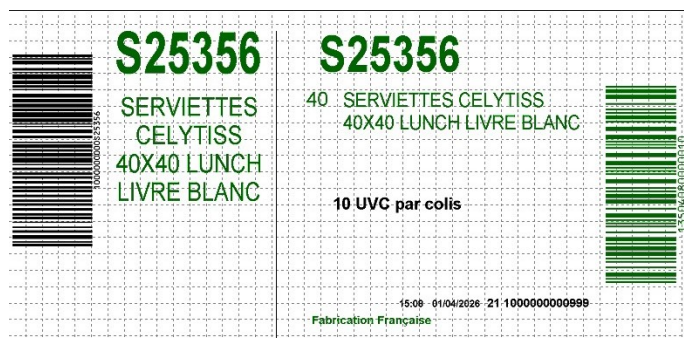 S25356
SERVIETTES
CELYTISS
40X40 LUNCH
LIVRE BLANC
S25356
40 SERVIETTES CELYTISS
40X40 LUNCH LIVRE BLANC
10 UVC par colis
15:08 01/04/2026 21 1000000000999
Fabrication Française